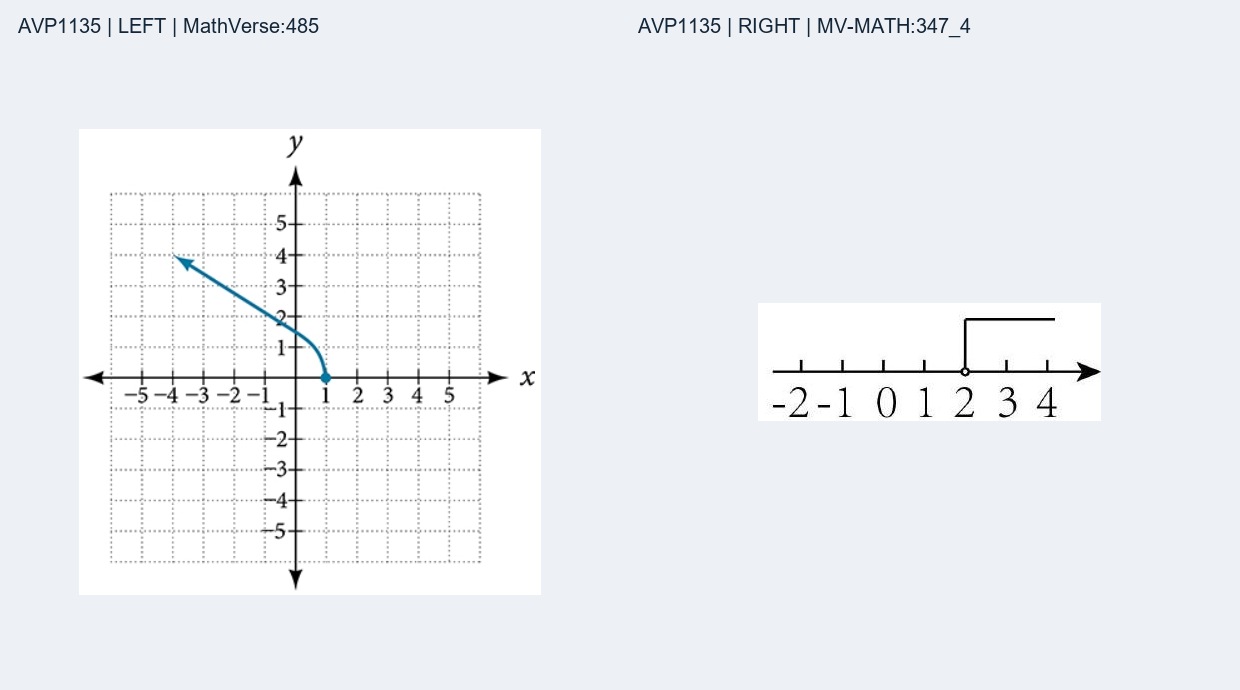 AVP1135 | LEFT | MathVerse:485
AVP1135 | RIGHT | MV-MATH:347_4
y
5
4
3
2
1
x
−5 −4 −3 −2 −1 1 2 3 4 5
−1
−2
−3
−4
−5
-2 -1 0 1 2 3 4